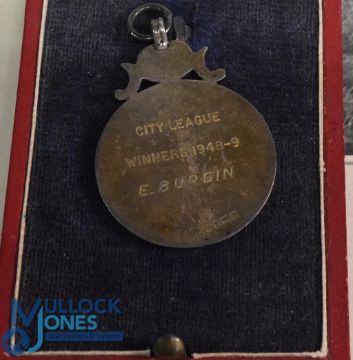 CITY LEAGUE
WINNERS 1948-9
E. BURGIN
MULLOCK
JONES